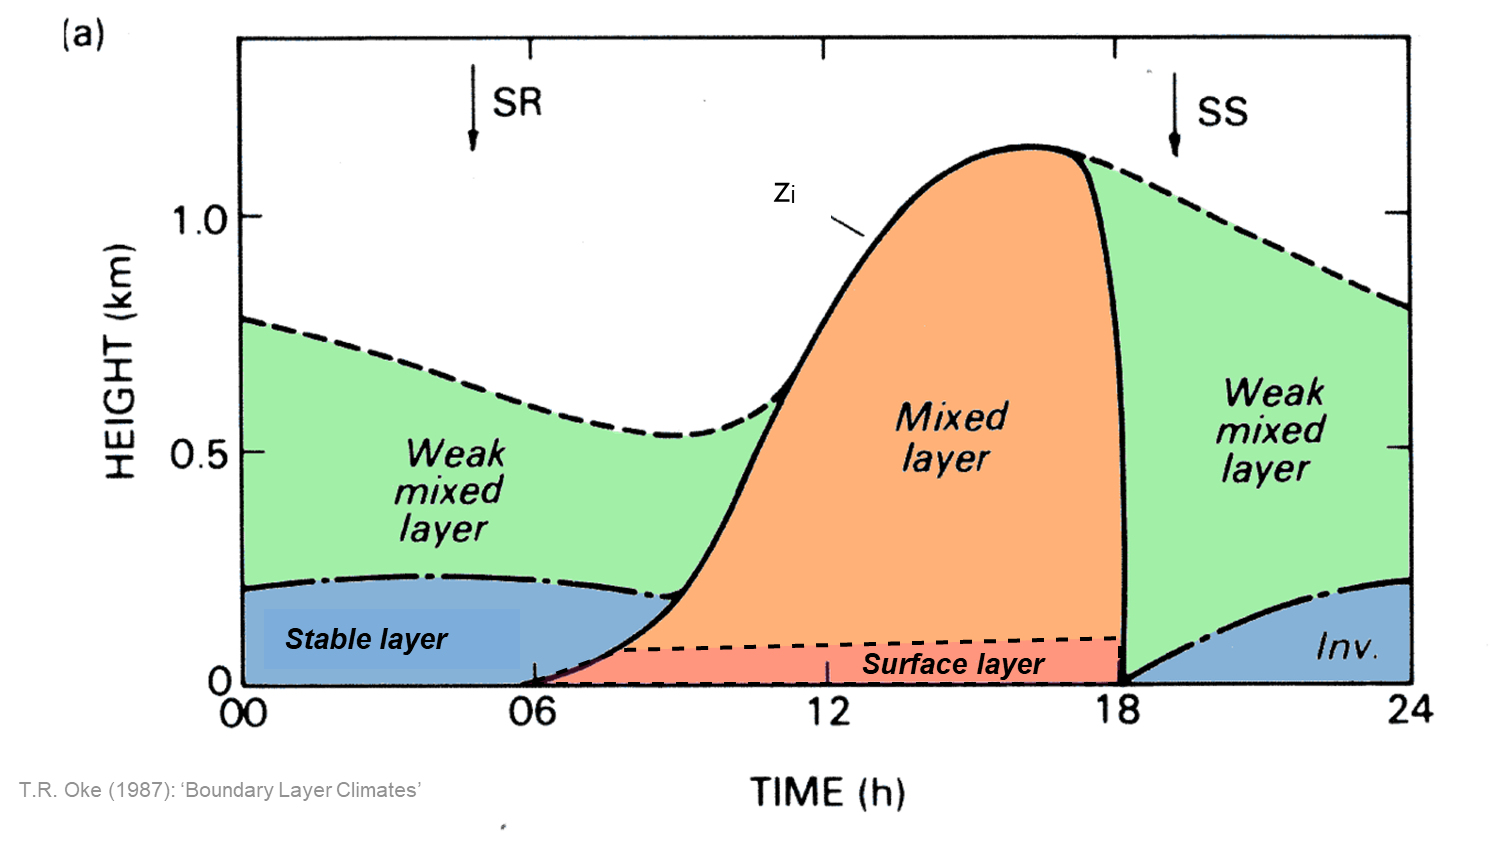 (a)
SR
SS
Zi
1.0
HEIGHT (km)
Weak
mixed
layer
Mixed
layer
Weak
mixed
layer
0.5
Stable layer
Surface layer
Inv.
0
00
06
12
18
24
TIME (h)
T.R. Oke (1987): ‘Boundary Layer Climates’